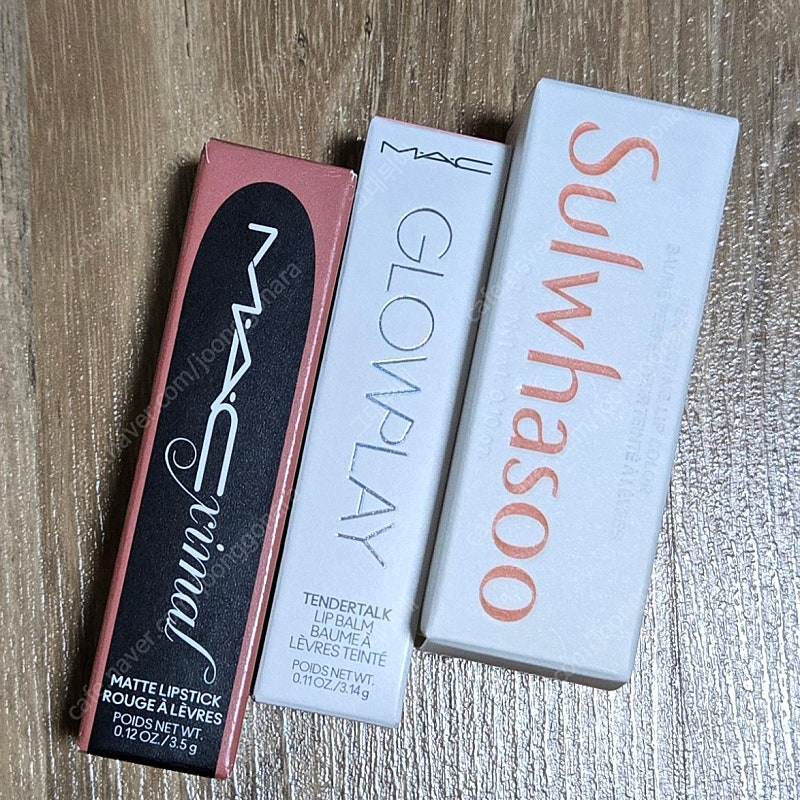 M·A·Cximal
MATTE LIPSTICK
ROUGE À LÈVRES
POIDS NET WT.
0.12 OZ./3.5 g
M·A·C
GLOWPLAY
TENDERTALK
LIP BALM
BAUME À
LÈVRES TEINTÉ
POIDS NET WT.
0.11 OZ./3.14 g
Sulwhasoo